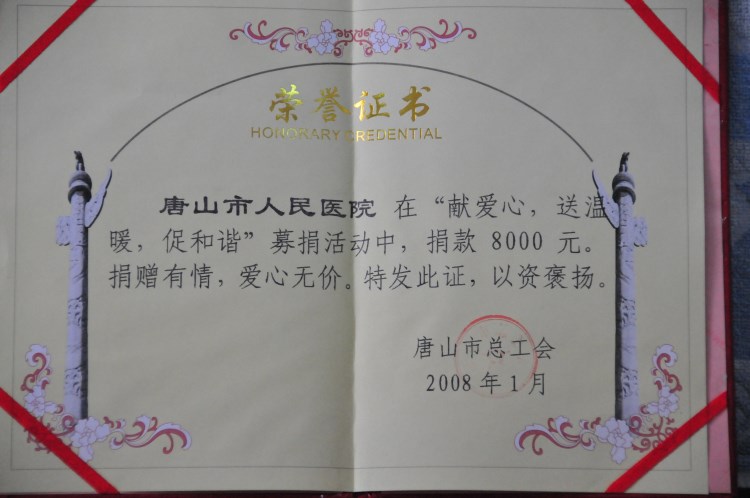 荣誉证书
HONORARY CREDENTIAL
唐山市人民医院 在“献爱心，送温
暖，促和谐”募捐活动中，捐款 8000 元。
捐赠有情，爱心无价。特发此证，以资褒扬。
唐山市总工会
2008 年 1 月